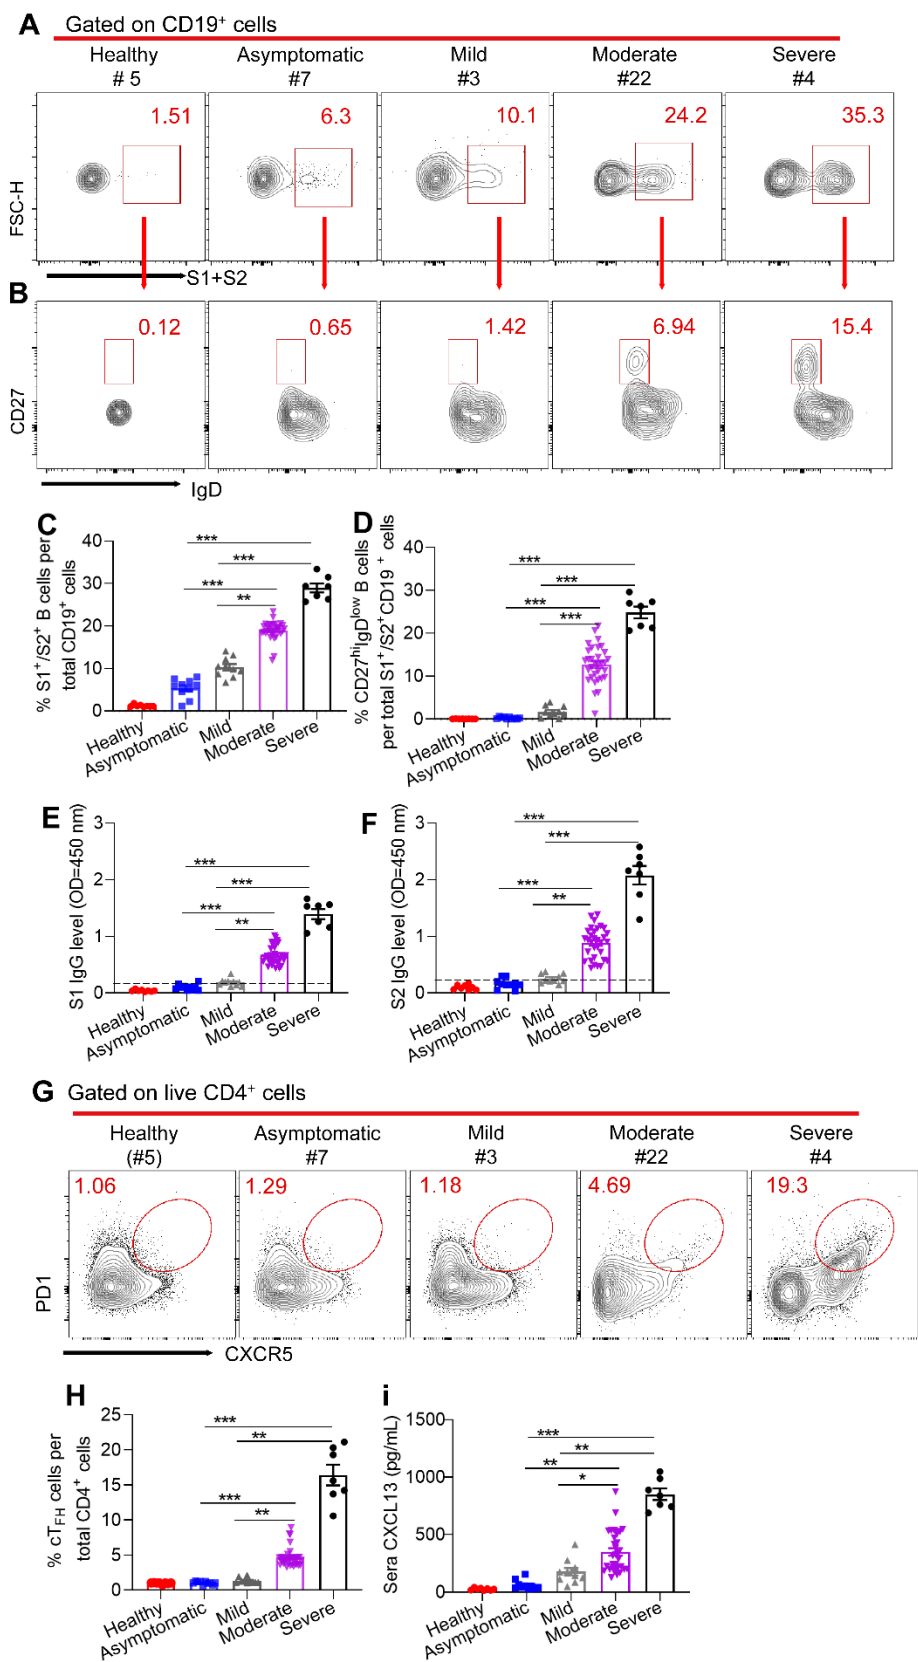 A Gated on CD19+ cells
Healthy Asymptomatic Mild Moderate Severe
# 5 #7 #3 #22 #4
1.51 6.3 10.1 24.2 35.3
FSC-H
S1+S2
B
0.12 0.65 1.42 6.94 15.4
CD27
IgD
C
% S1+/S2+ B cells per
total CD19+ cells
40
30
20
10
0
***
***
***
**
Healthy
Asymptomatic
Mild
Moderate
Severe
D
% CD27hiIgDlow B cells
per total S1+/S2+CD19 + cells
40
30
20
10
0
***
***
***
***
Healthy
Asymptomatic
Mild
Moderate
Severe
E
S1 IgG level (OD=450 nm)
3
2
1
0
***
***
***
**
Healthy
Asymptomatic
Mild
Moderate
Severe
F
S2 IgG level (OD=450 nm)
3
2
1
0
***
***
***
**
Healthy
Asymptomatic
Mild
Moderate
Severe
G Gated on live CD4+ cells
Healthy Asymptomatic Mild Moderate Severe
(#5) #7 #3 #22 #4
1.06 1.29 1.18 4.69 19.3
PD1
CXCR5
H
% cTFH cells per
total CD4+ cells
25
20
15
10
5
0
***
**
***
**
Healthy
Asymptomatic
Mild
Moderate
Severe
i
Sera CXCL13 (pg/mL)
1500
1000
500
0
***
**
**
*
Healthy
Asymptomatic
Mild
Moderate
Severe